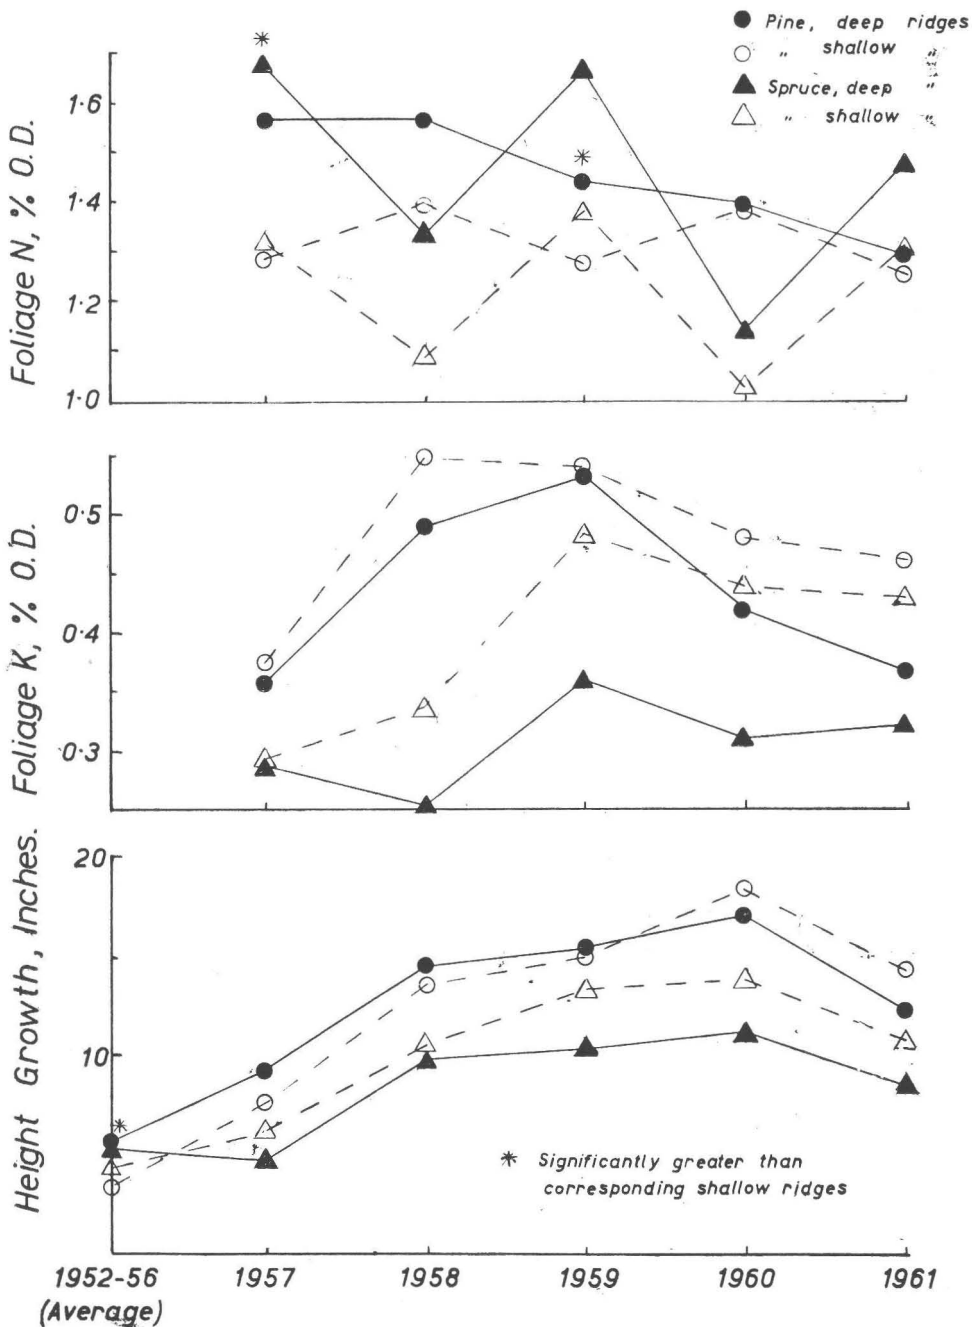 Pine, deep ridges
" shallow "
Spruce, deep "
" shallow "
Foliage N, % O.D.
1·6
1·4
1·2
1·0
Foliage K, % O.D.
0·5
0·4
0·3
Height Growth, Inches.
20
10
* Significantly greater than
corresponding shallow ridges
1952-56
(Average)
1957
1958
1959
1960
1961